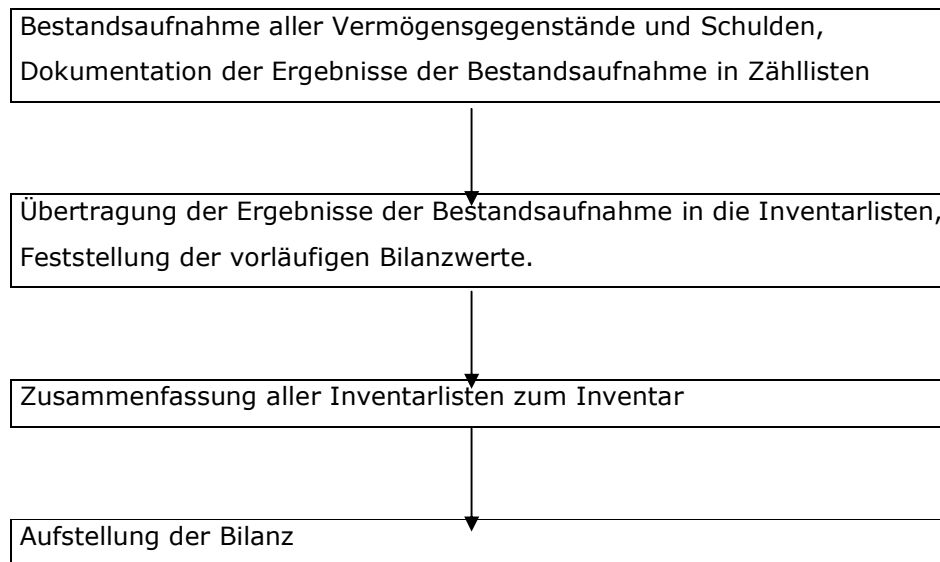 Bestandsaufnahme aller Vermögensgegenstände und Schulden,
Dokumentation der Ergebnisse der Bestandsaufnahme in Zähllisten
Übertragung der Ergebnisse der Bestandsaufnahme in die Inventarlisten,
Feststellung der vorläufigen Bilanzwerte.
Zusammenfassung aller Inventarlisten zum Inventar
Aufstellung der Bilanz